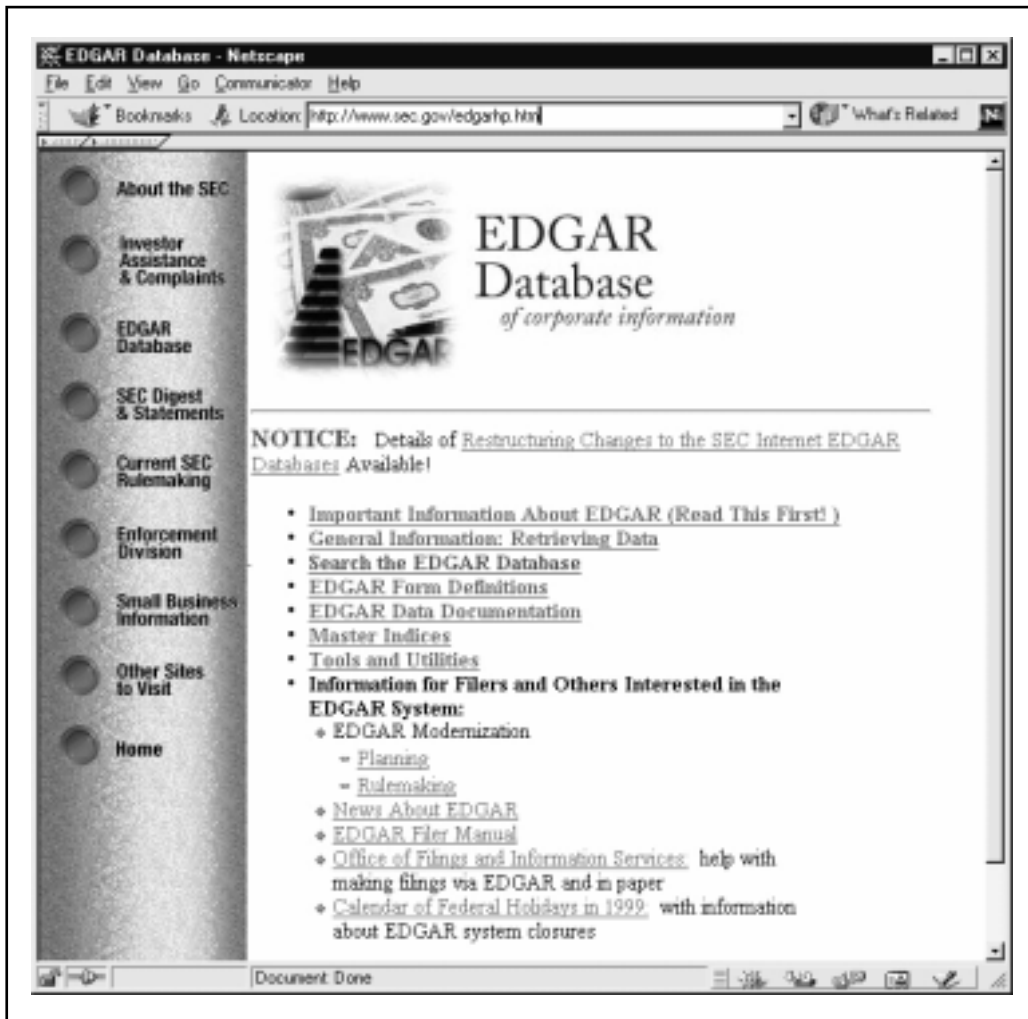 EDGAR Database - Netscape
File Edit View Go Communicator Help
Bookmarks Location: http://www.sec.gov/edgarhp.htm What's Related N
About the SEC
Investor
Assistance
& Complaints
EDGAR
Database
SEC Digest
& Statements
Current SEC
Rulemaking
Enforcement
Division
Small Business
Information
Other Sites
to Visit
Home
EDGAR
EDGAR
Database
of corporate information
NOTICE: Details of Restructuring Changes to the SEC Internet EDGAR
Databases Available!
• Important Information About EDGAR (Read This First! )
• General Information: Retrieving Data
• Search the EDGAR Database
• EDGAR Form Definitions
• EDGAR Data Documentation
• Master Indices
• Tools and Utilities
• Information for Filers and Others Interested in the
EDGAR System:
EDGAR Modernization
Planning
Rulemaking
News About EDGAR
EDGAR Filer Manual
Office of Filings and Information Services: help with
making filings via EDGAR and in paper
Calendar of Federal Holidays in 1999: with information
about EDGAR system closures
Document: Done